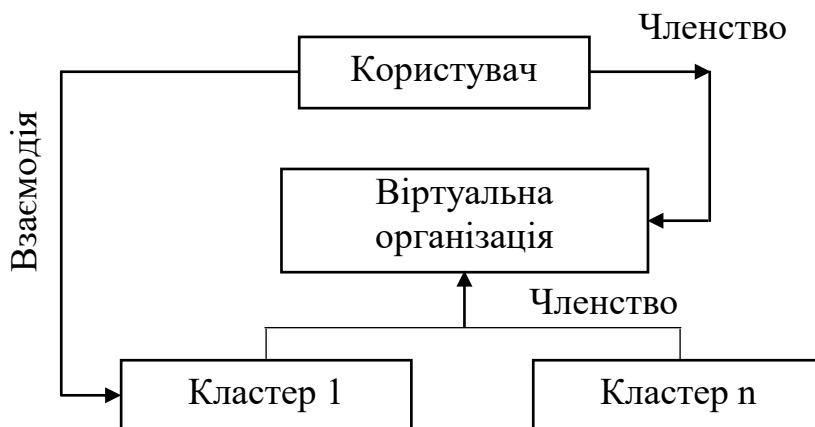 Членство
Користувач
Взаємодія
Віртуальна
організація
Членство
Кластер 1
Кластер n